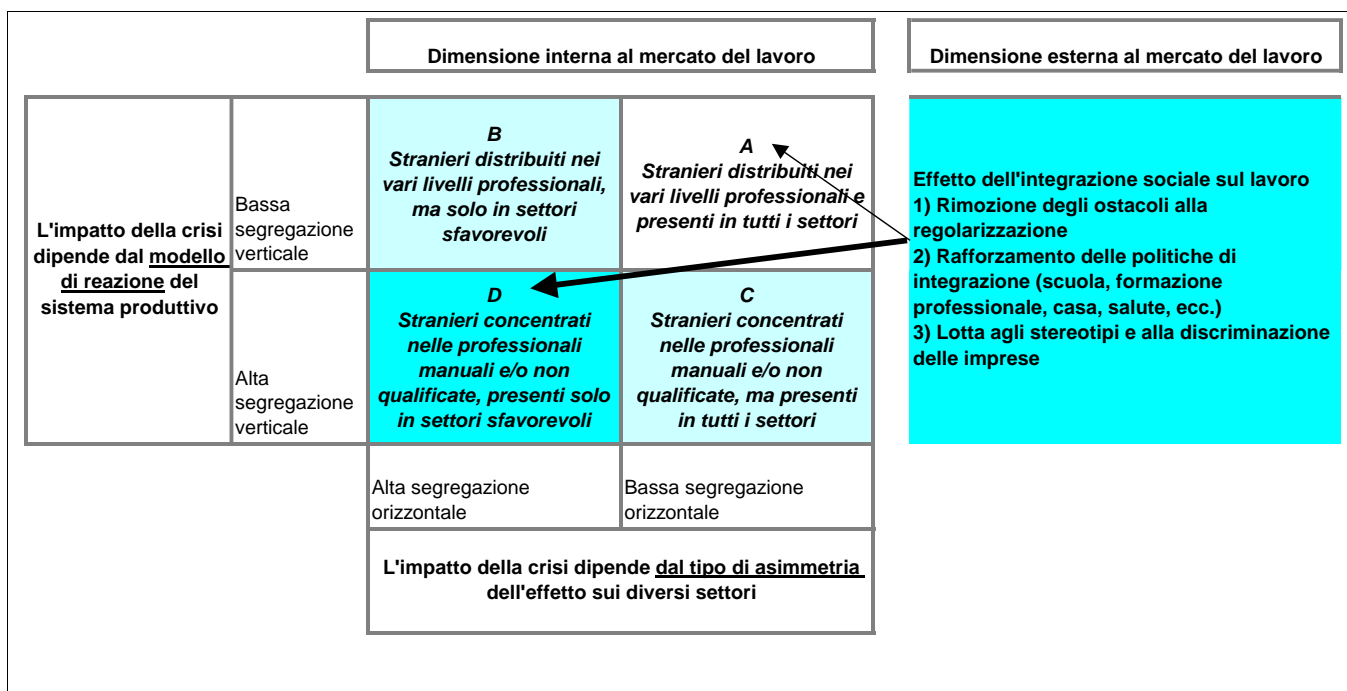 Dimensione interna al mercato del lavoro
Dimensione esterna al mercato del lavoro
L'impatto della crisi
dipende dal modello
di reazione del
sistema produttivo
Bassa
segregazione
verticale
B
Stranieri distribuiti nei
vari livelli professionali,
ma solo in settori
sfavorevoli
A
Stranieri distribuiti nei
vari livelli professionali e
presenti in tutti i settori
Effetto dell'integrazione sociale sul lavoro
1) Rimozione degli ostacoli alla
regolarizzazione
2) Rafforzamento delle politiche di
integrazione (scuola, formazione
professionale, casa, salute, ecc.)
3) Lotta agli stereotipi e alla discriminazione
delle imprese
Alta
segregazione
verticale
D
Stranieri concentrati
nelle professionali
manuali e/o non
qualificate, presenti solo
in settori sfavorevoli
C
Stranieri concentrati
nelle professionali
manuali e/o non
qualificate, ma presenti
in tutti i settori
Alta segregazione
orizzontale
Bassa segregazione
orizzontale
L'impatto della crisi dipende dal tipo di asimmetria
dell'effetto sui diversi settori